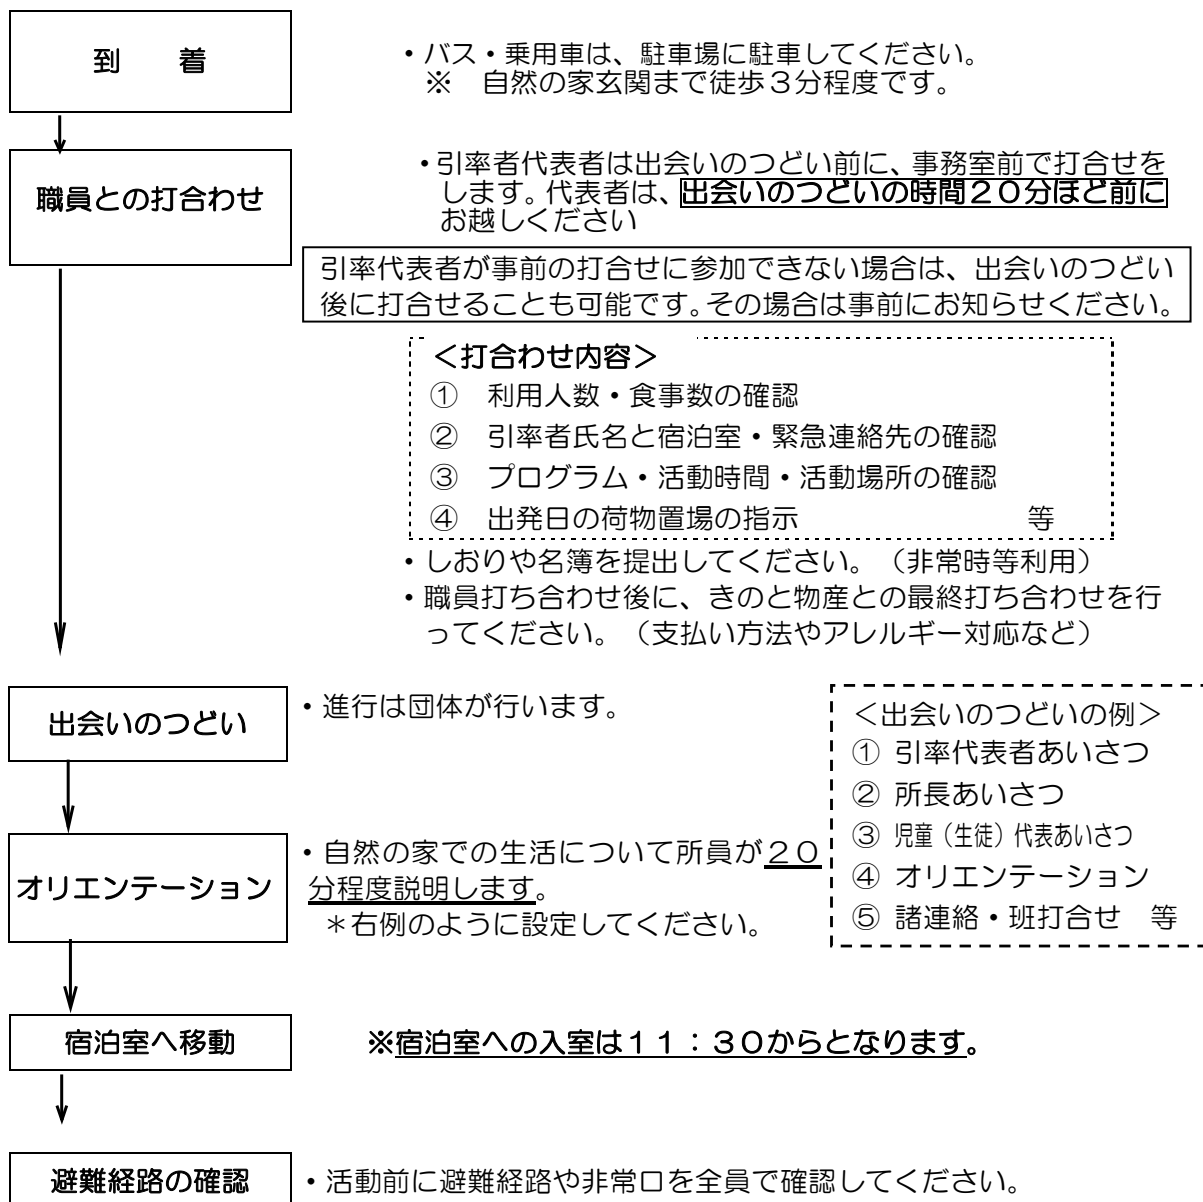 到　着
・バス・乗用車は、駐車場に駐車してください。
※　自然の家玄関まで徒歩３分程度です。
職員との打合わせ
・引率者代表者は出会いのつどい前に、事務室前で打合せを
します。代表者は、出会いのつどいの時間２０分ほど前に
お越しください
引率代表者が事前の打合せに参加できない場合は、出会いのつどい
後に打合せることも可能です。その場合は事前にお知らせください。
＜打合わせ内容＞
①　利用人数・食事数の確認
②　引率者氏名と宿泊室・緊急連絡先の確認
③　プログラム・活動時間・活動場所の確認
④　出発日の荷物置場の指示　　　　　　　等
・しおりや名簿を提出してください。（非常時等利用）
・職員打ち合わせ後に、きのと物産との最終打ち合わせを行
ってください。（支払い方法やアレルギー対応など）
出会いのつどい
・進行は団体が行います。
＜出会いのつどいの例＞
① 引率代表者あいさつ
② 所長あいさつ
③ 児童（生徒）代表あいさつ
④ オリエンテーション
⑤ 諸連絡・班打合せ　等
オリエンテーション
・自然の家での生活について所員が２０
分程度説明します。
＊右例のように設定してください。
宿泊室へ移動
※宿泊室への入室は１１：３０からとなります。
避難経路の確認
・活動前に避難経路や非常口を全員で確認してください。